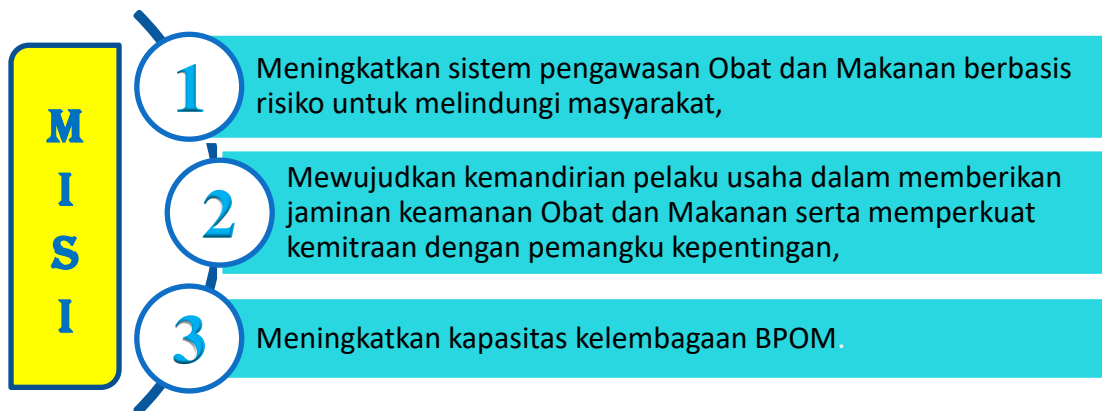 MISI
1
Meningkatkan sistem pengawasan Obat dan Makanan berbasis
risiko untuk melindungi masyarakat,
2
Mewujudkan kemandirian pelaku usaha dalam memberikan
jaminan keamanan Obat dan Makanan serta memperkuat
kemitraan dengan pemangku kepentingan,
3
Meningkatkan kapasitas kelembagaan BPOM.